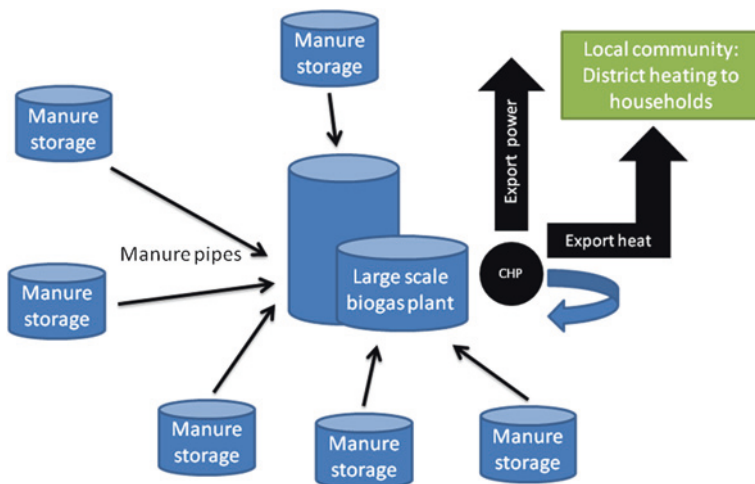 Manure
storage
Local community:
District heating to
households
Manure
storage
Export power
Manure pipes
Export heat
Manure
storage
Large scale
biogas plant
CHP
Manure
storage
Manure
storage
Manure
storage